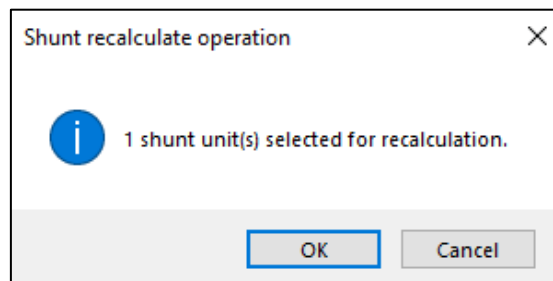 Shunt recalculate operation
1 shunt unit(s) selected for recalculation.
OK
Cancel